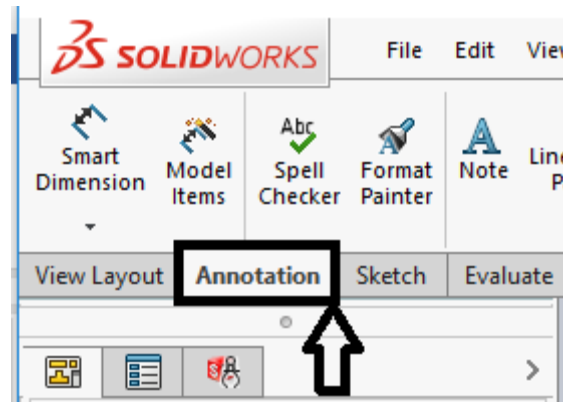 SOLIDWORKS File Edit
Smart Dimension Model Items Abc Spell Checker Format Painter A Note
View Layout Annotation Sketch Evaluate